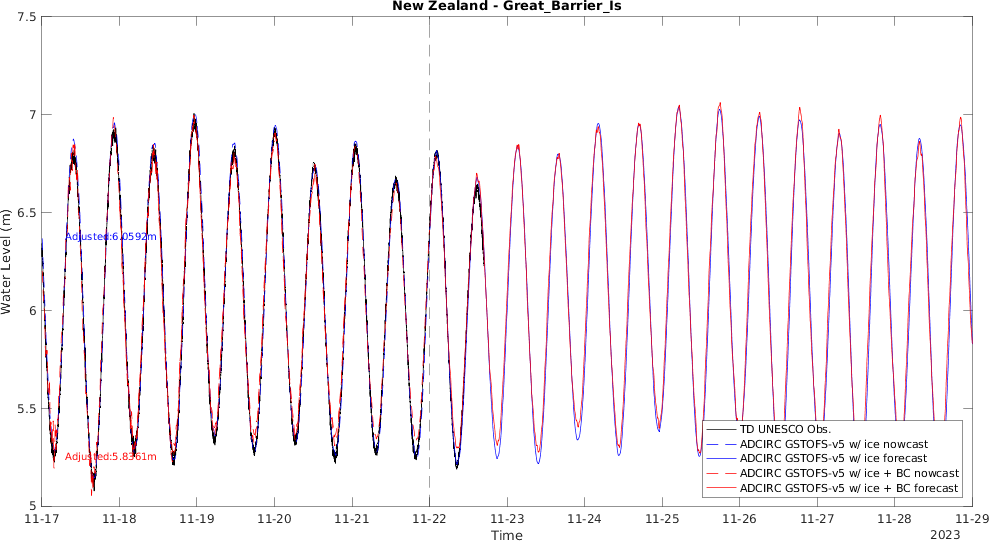 New Zealand - Great_Barrier_Is
7.5
7
6.5
6
5.5
5
Water Level (m)
Adjusted:6.0592m
Adjusted:5.8361m
TD UNESCO Obs.
ADCIRC GSTOFS-v5 w/ ice nowcast
ADCIRC GSTOFS-v5 w/ ice forecast
ADCIRC GSTOFS-v5 w/ ice + BC nowcast
ADCIRC GSTOFS-v5 w/ ice + BC forecast
11-17 11-18 11-19 11-20 11-21 11-22 11-23 11-24 11-25 11-26 11-27 11-28 11-29
Time
2023